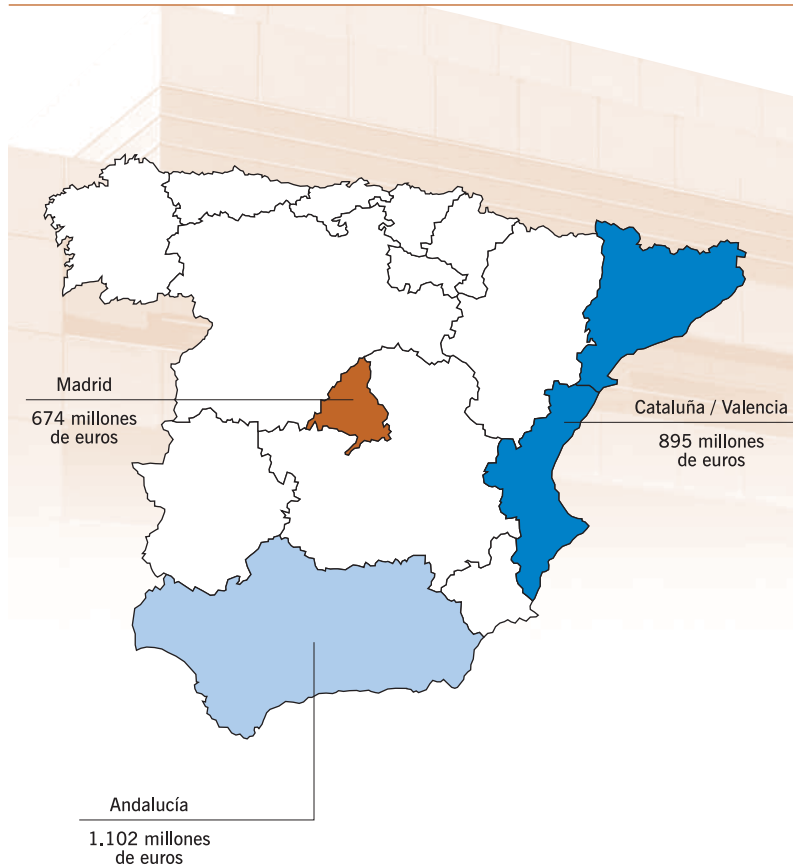 Madrid
674 millones
de euros
Cataluña / Valencia
895 millones
de euros
Andalucía
1.102 millones
de euros